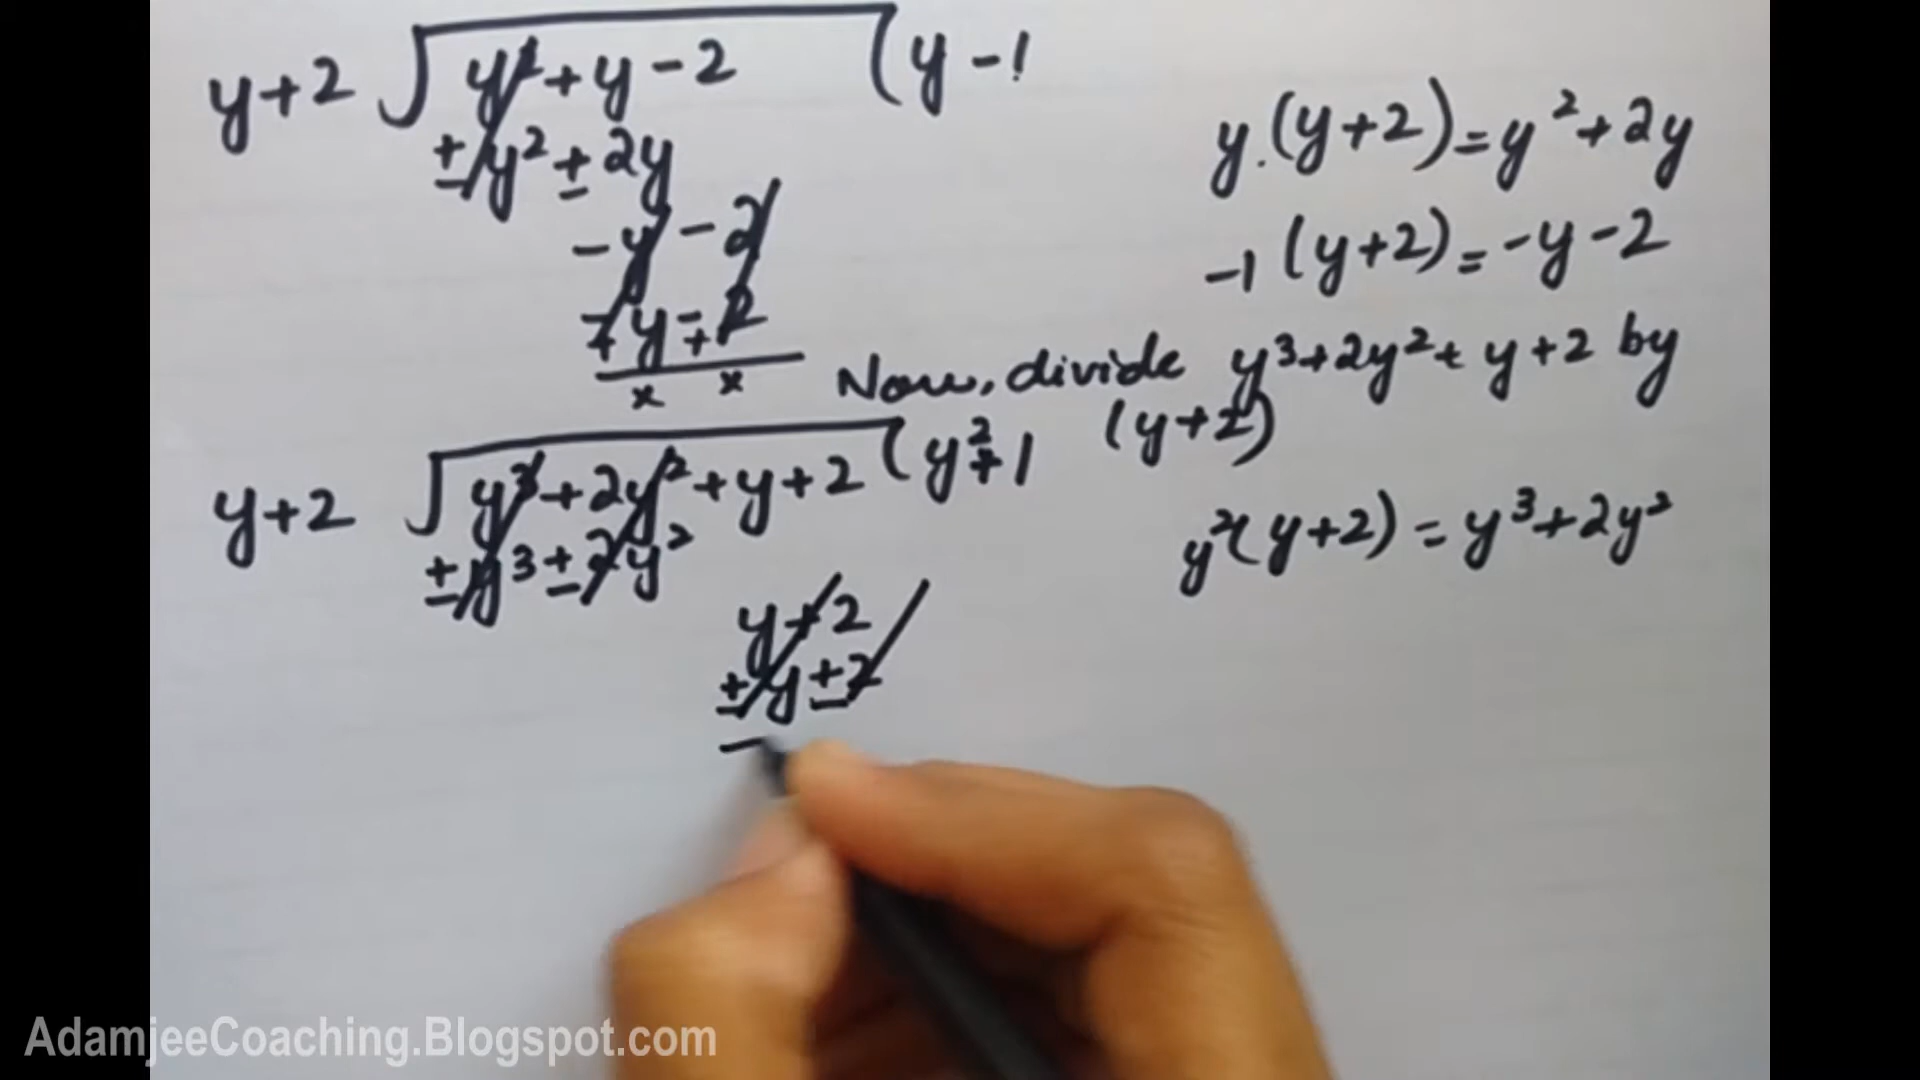 y+2 √ y²+y-2 ( y-1
± y² ± 2y
-y -2
∓y ∓2
x x
y.(y+2)=y²+2y
-1 (y+2)=-y-2
Now, divide y³+2y²+y+2 by
(y+2)
y+2 √ y³+2y²+y+2 ( y²+1
± y³ ± 2y²
y+2
± y ± 2
y²(y+2)=y³+2y²
AdamjeeCoaching.Blogspot.com